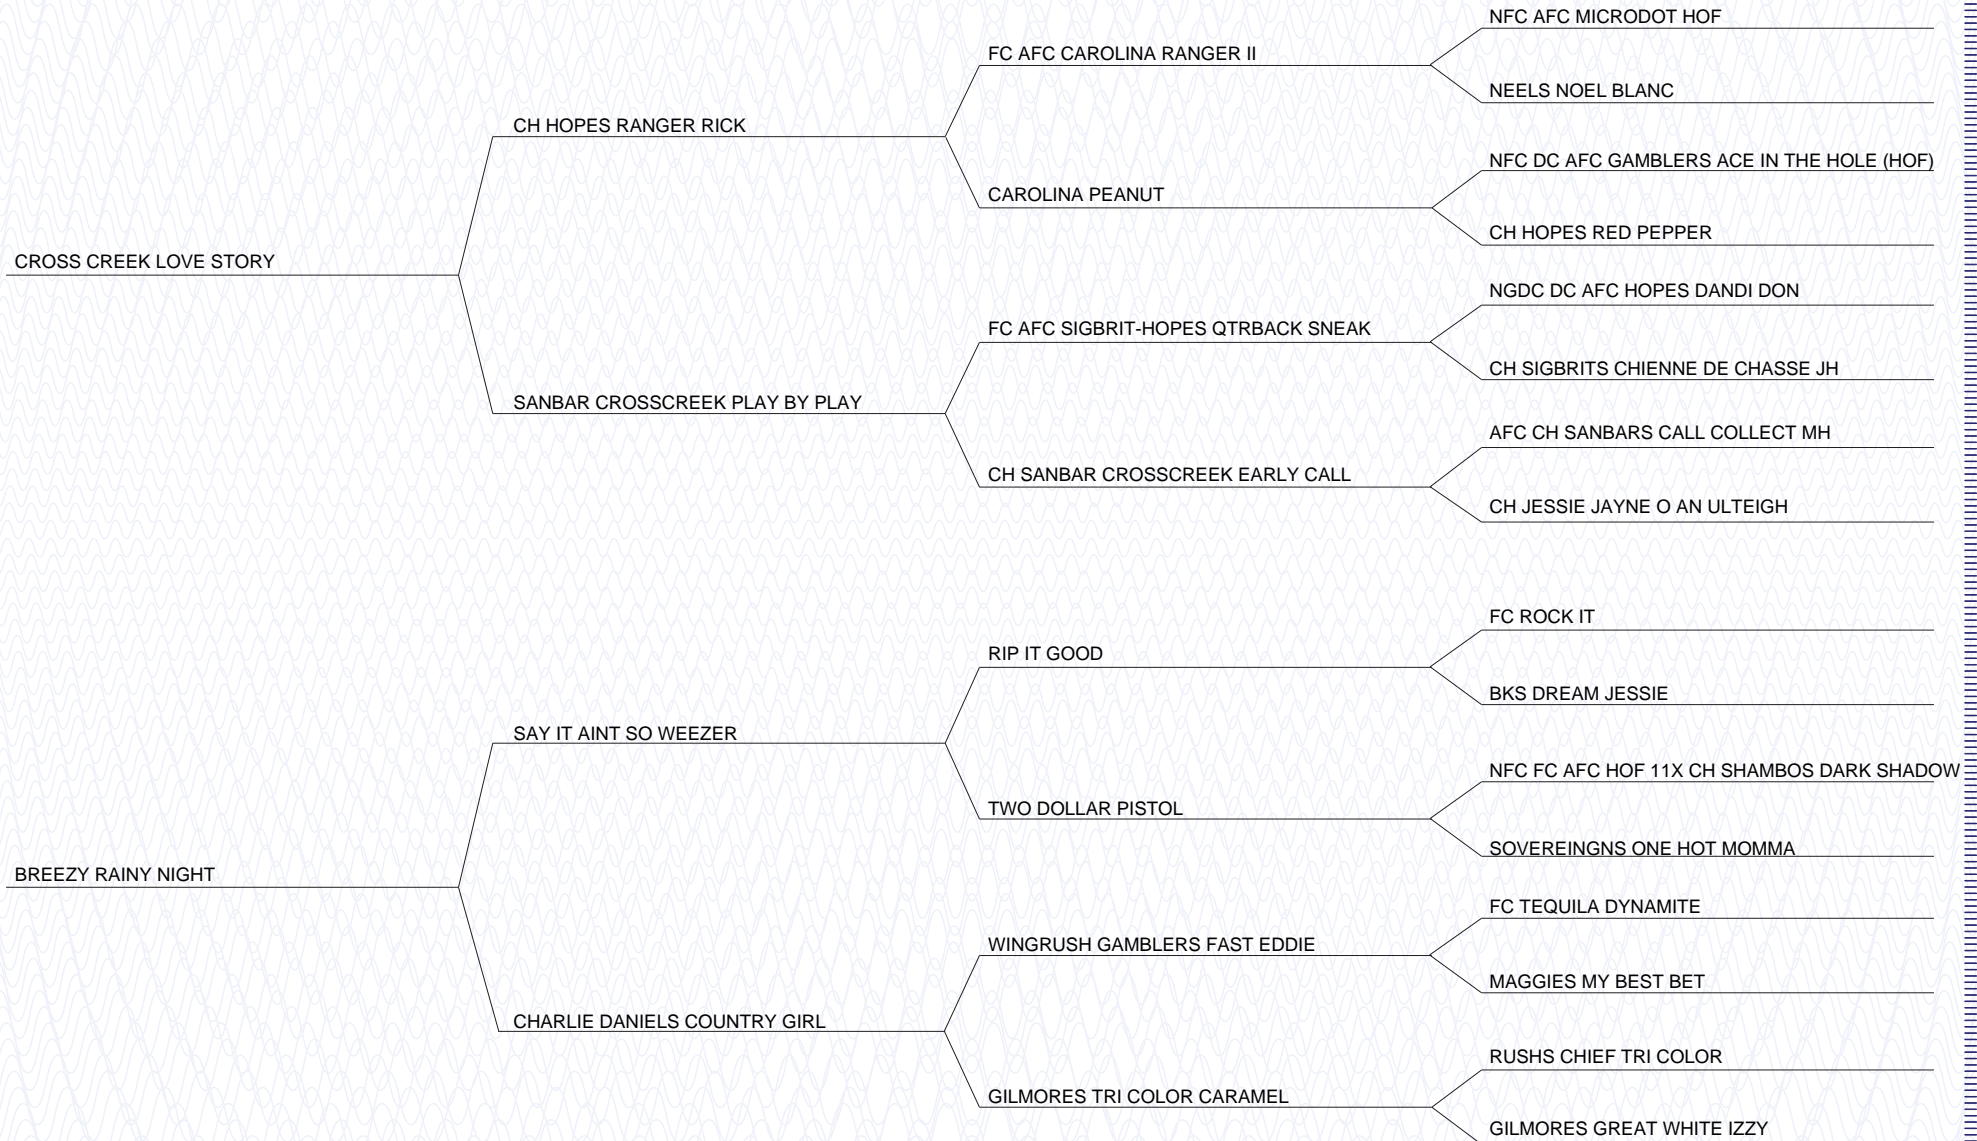 NFC AFC MICRODOT HOF
FC AFC CAROLINA RANGER II
NEELS NOEL BLANC
CH HOPES RANGER RICK
NFC DC AFC GAMBLERS ACE IN THE HOLE (HOF)
CAROLINA PEANUT
CH HOPES RED PEPPER
CROSS CREEK LOVE STORY
NGDC DC AFC HOPES DANDI DON
FC AFC SIGBRIT-HOPES QTRBACK SNEAK
CH SIGBRITS CHIENNE DE CHASSE JH
SANBAR CROSSCREEK PLAY BY PLAY
AFC CH SANBARS CALL COLLECT MH
CH SANBAR CROSSCREEK EARLY CALL
CH JESSIE JAYNE O AN ULTEIGH
FC ROCK IT
RIP IT GOOD
BKS DREAM JESSIE
SAY IT AINT SO WEEZER
NFC FC AFC HOF 11X CH SHAMBOS DARK SHADOW
TWO DOLLAR PISTOL
SOVEREINGNS ONE HOT MOMMA
BREEZY RAINY NIGHT
FC TEQUILA DYNAMITE
WINGRUSH GAMBLERS FAST EDDIE
MAGGIES MY BEST BET
CHARLIE DANIELS COUNTRY GIRL
RUSHS CHIEF TRI COLOR
GILMORES TRI COLOR CARAMEL
GILMORES GREAT WHITE IZZY